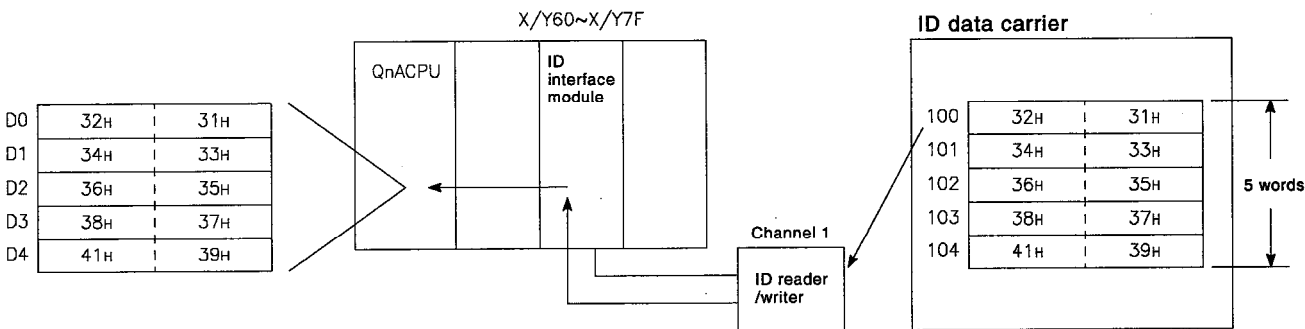 X/Y60~X/Y7F
ID data carrier
QnACPU
ID
interface
module
D0 32H 31H
D1 34H 33H
D2 36H 35H
D3 38H 37H
D4 41H 39H
100 32H 31H
101 34H 33H
102 36H 35H
103 38H 37H
104 41H 39H
5 words
Channel 1
ID reader
/writer